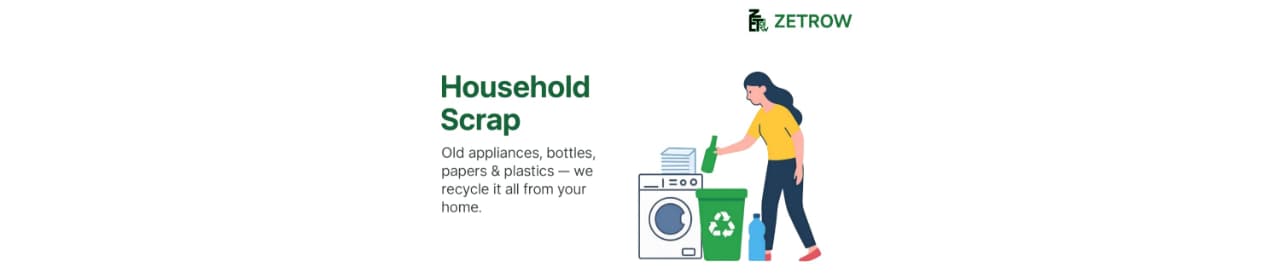 ZETROW
Household
Scrap
Old appliances, bottles,
papers & plastics — we
recycle it all from your
home.